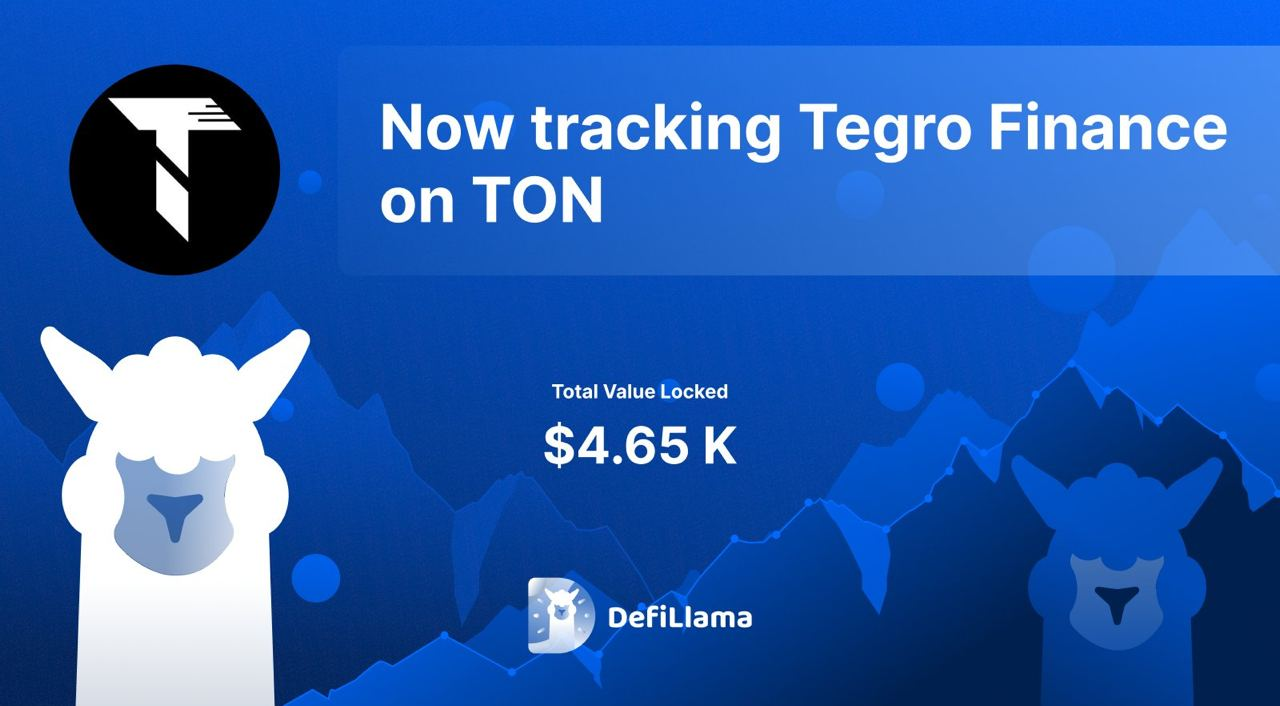 Now tracking Tegro Finance
on TON
Total Value Locked
$4.65 K
DefiLlama